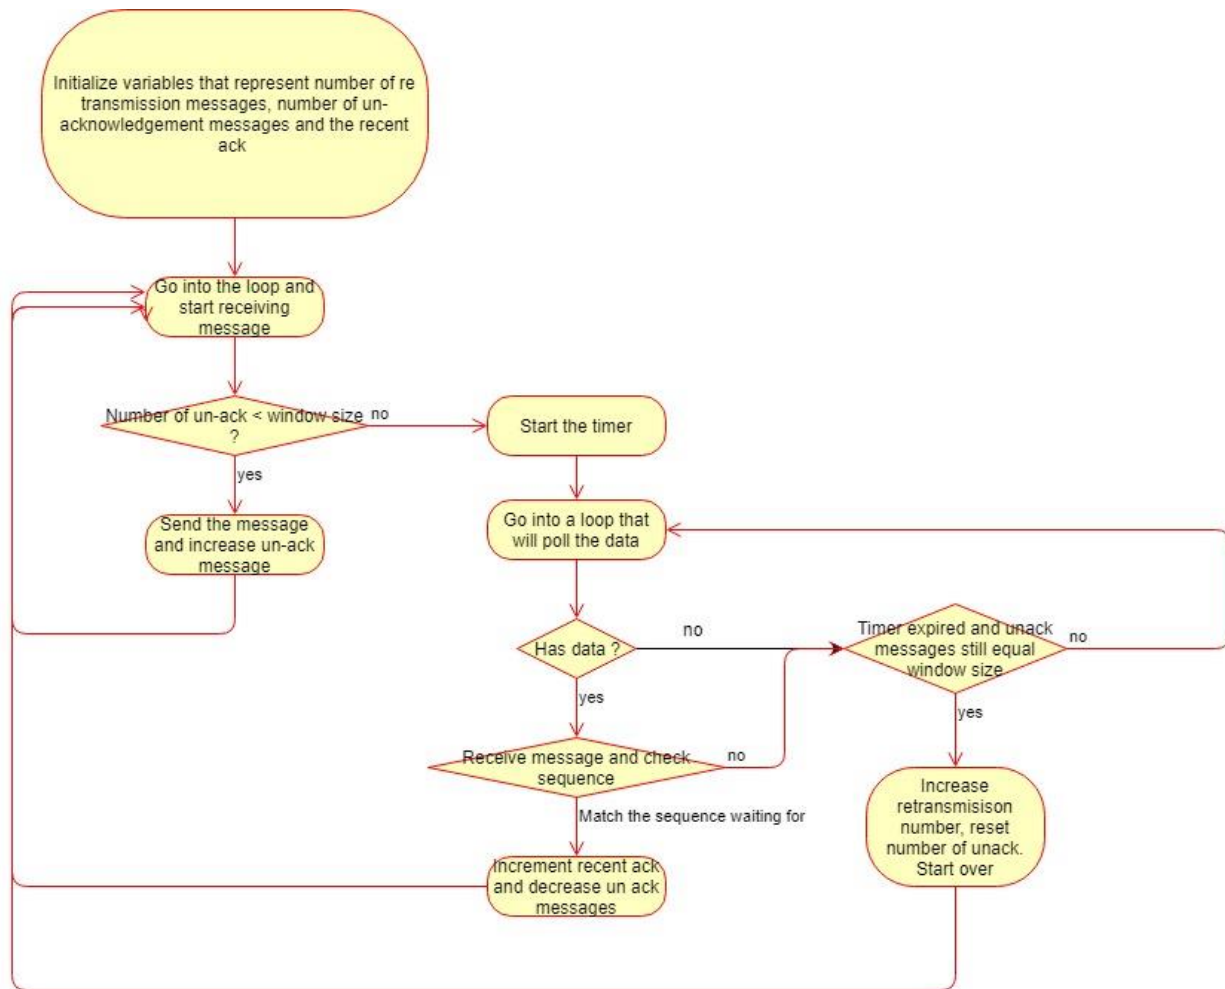 Initialize variables that represent number of re
transmission messages, number of un-
acknowledgement messages and the recent
ack
Go into the loop and
start receiving
message
Number of un-ack < window size
?
no
Start the timer
yes
Go into a loop that
will poll the data
Send the message
and increase un-ack
message
Has data ?
no
Timer expired and unack
messages still equal
window size
no
yes
yes
Receive message and check
sequence
no
Match the sequence waiting for
Increase
retransmisison
number, reset
number of unack.
Start over
Increment recent ack
and decrease un ack
messages